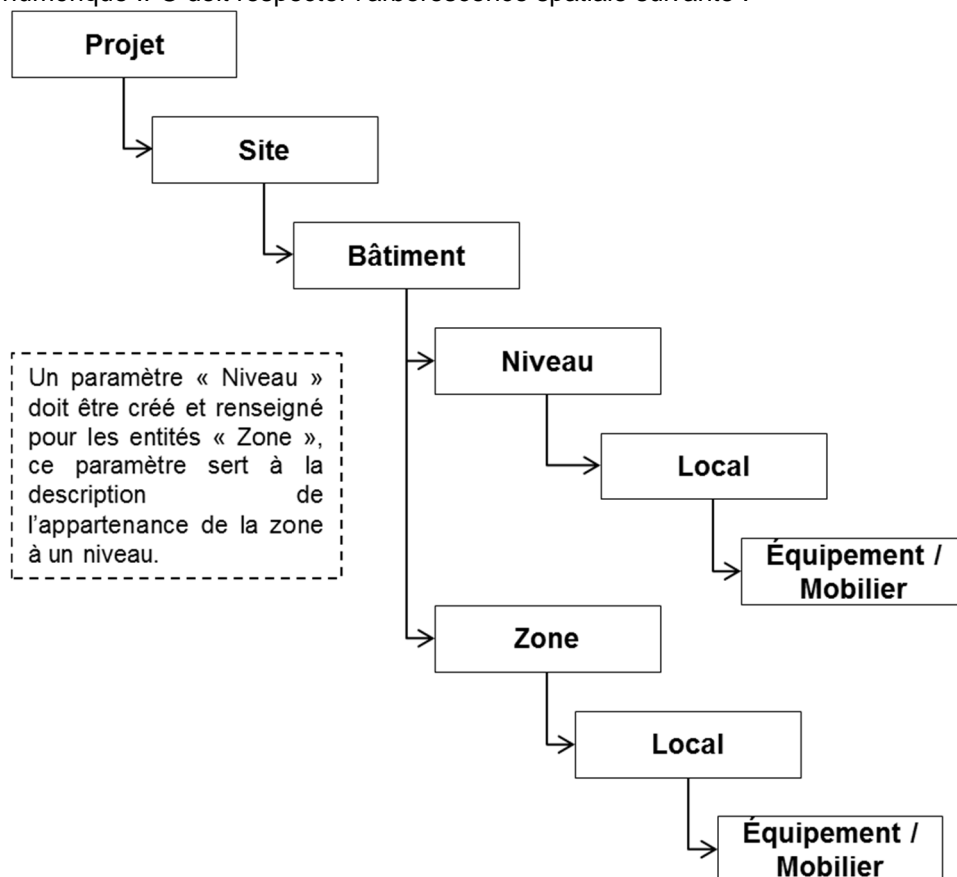 doit respecter l'arborescence spatiale suivante :
Projet
Site
Bâtiment
Niveau
Un paramètre « Niveau »
doit être créé et renseigné
pour les entités « Zone »,
ce paramètre sert à la
description de
l'appartenance de la zone
à un niveau.
Local
Équipement /
Mobilier
Zone
Local
Équipement /
Mobilier